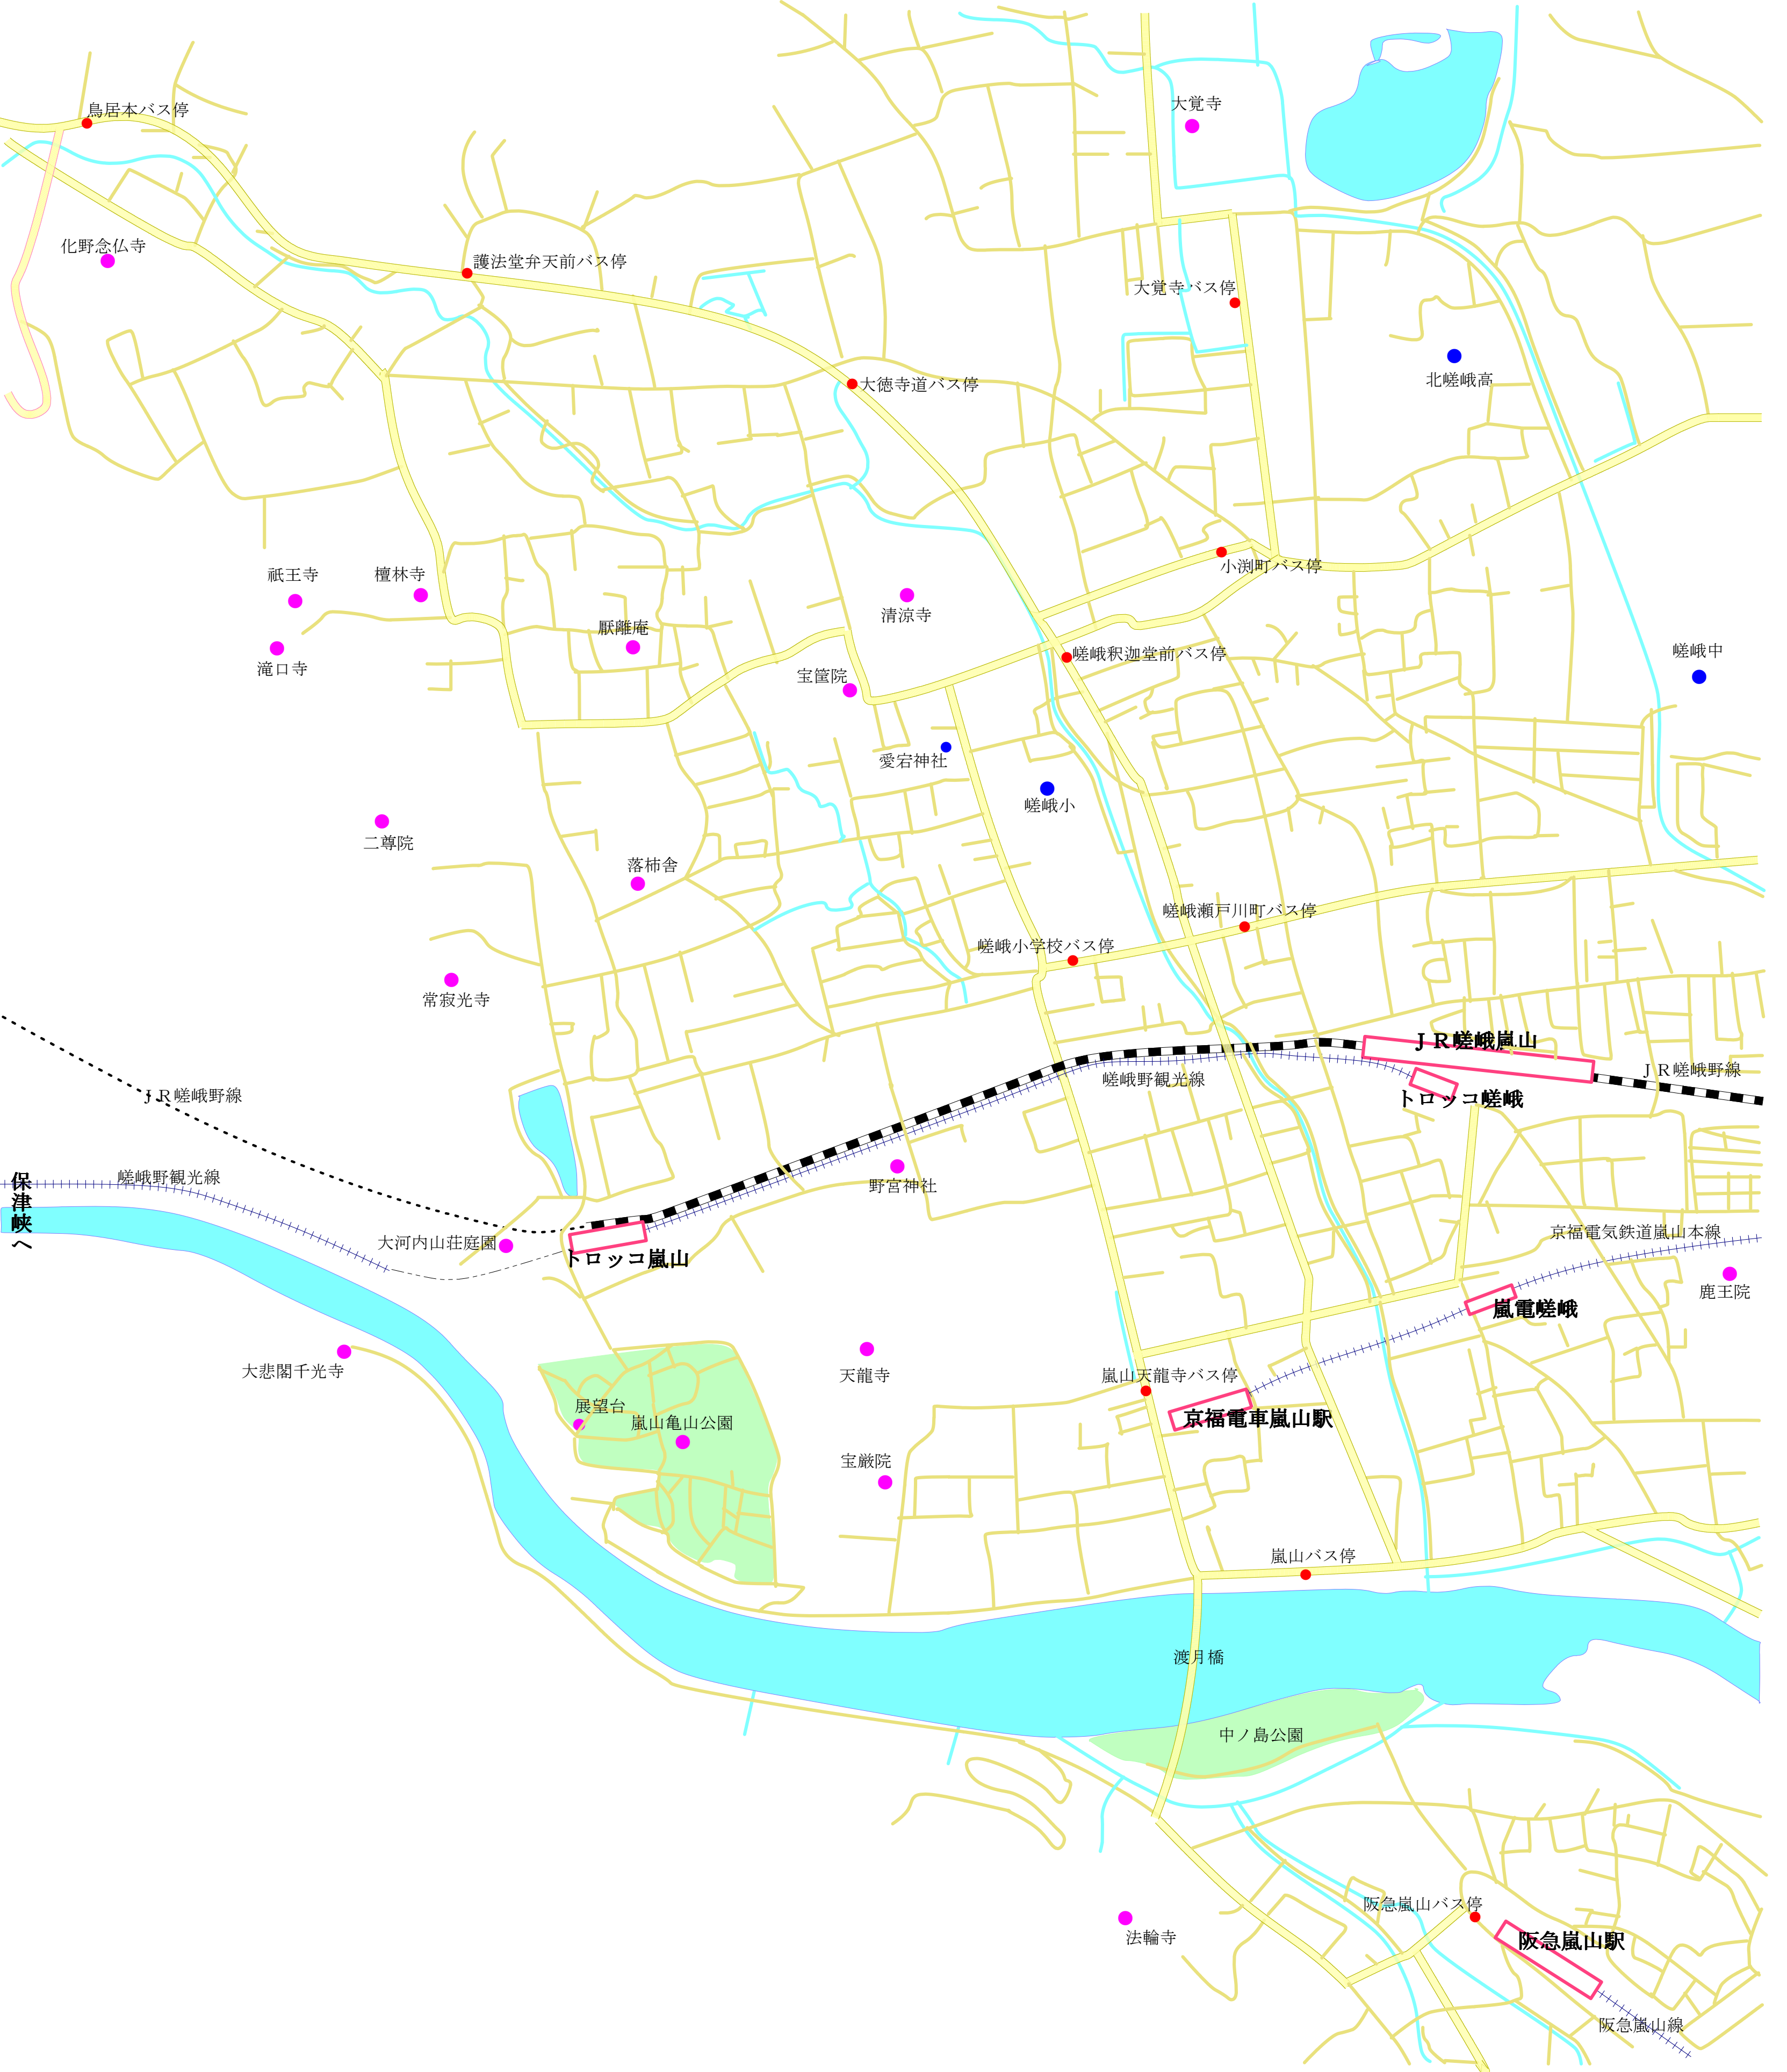 大覚寺
鳥居本バス停
化野念仏寺
護法堂弁天前バス停
大覚寺バス停
大徳寺道バス停
北嵯峨高
小渕町バス停
祇王寺
檀林寺
清涼寺
厭離庵
滝口寺
嵯峨釈迦堂前バス停
嵯峨中
宝筺院
愛宕神社
嵯峨小
二尊院
落柿舎
嵯峨瀬戸川町バス停
嵯峨小学校バス停
常寂光寺
ＪＲ嵯峨嵐山
ＪＲ嵯峨野線
嵯峨野観光線
ＪＲ嵯峨野線
トロッコ嵯峨
嵯峨野観光線
保津峡へ
野宮神社
京福電気鉄道嵐山本線
大河内山荘庭園
トロッコ嵐山
鹿王院
嵐電嵯峨
大悲閣千光寺
天龍寺
嵐山天龍寺バス停
展望台
嵐山亀山公園
京福電車嵐山駅
宝厳院
嵐山バス停
渡月橋
中ノ島公園
阪急嵐山バス停
法輪寺
阪急嵐山駅
阪急嵐山線